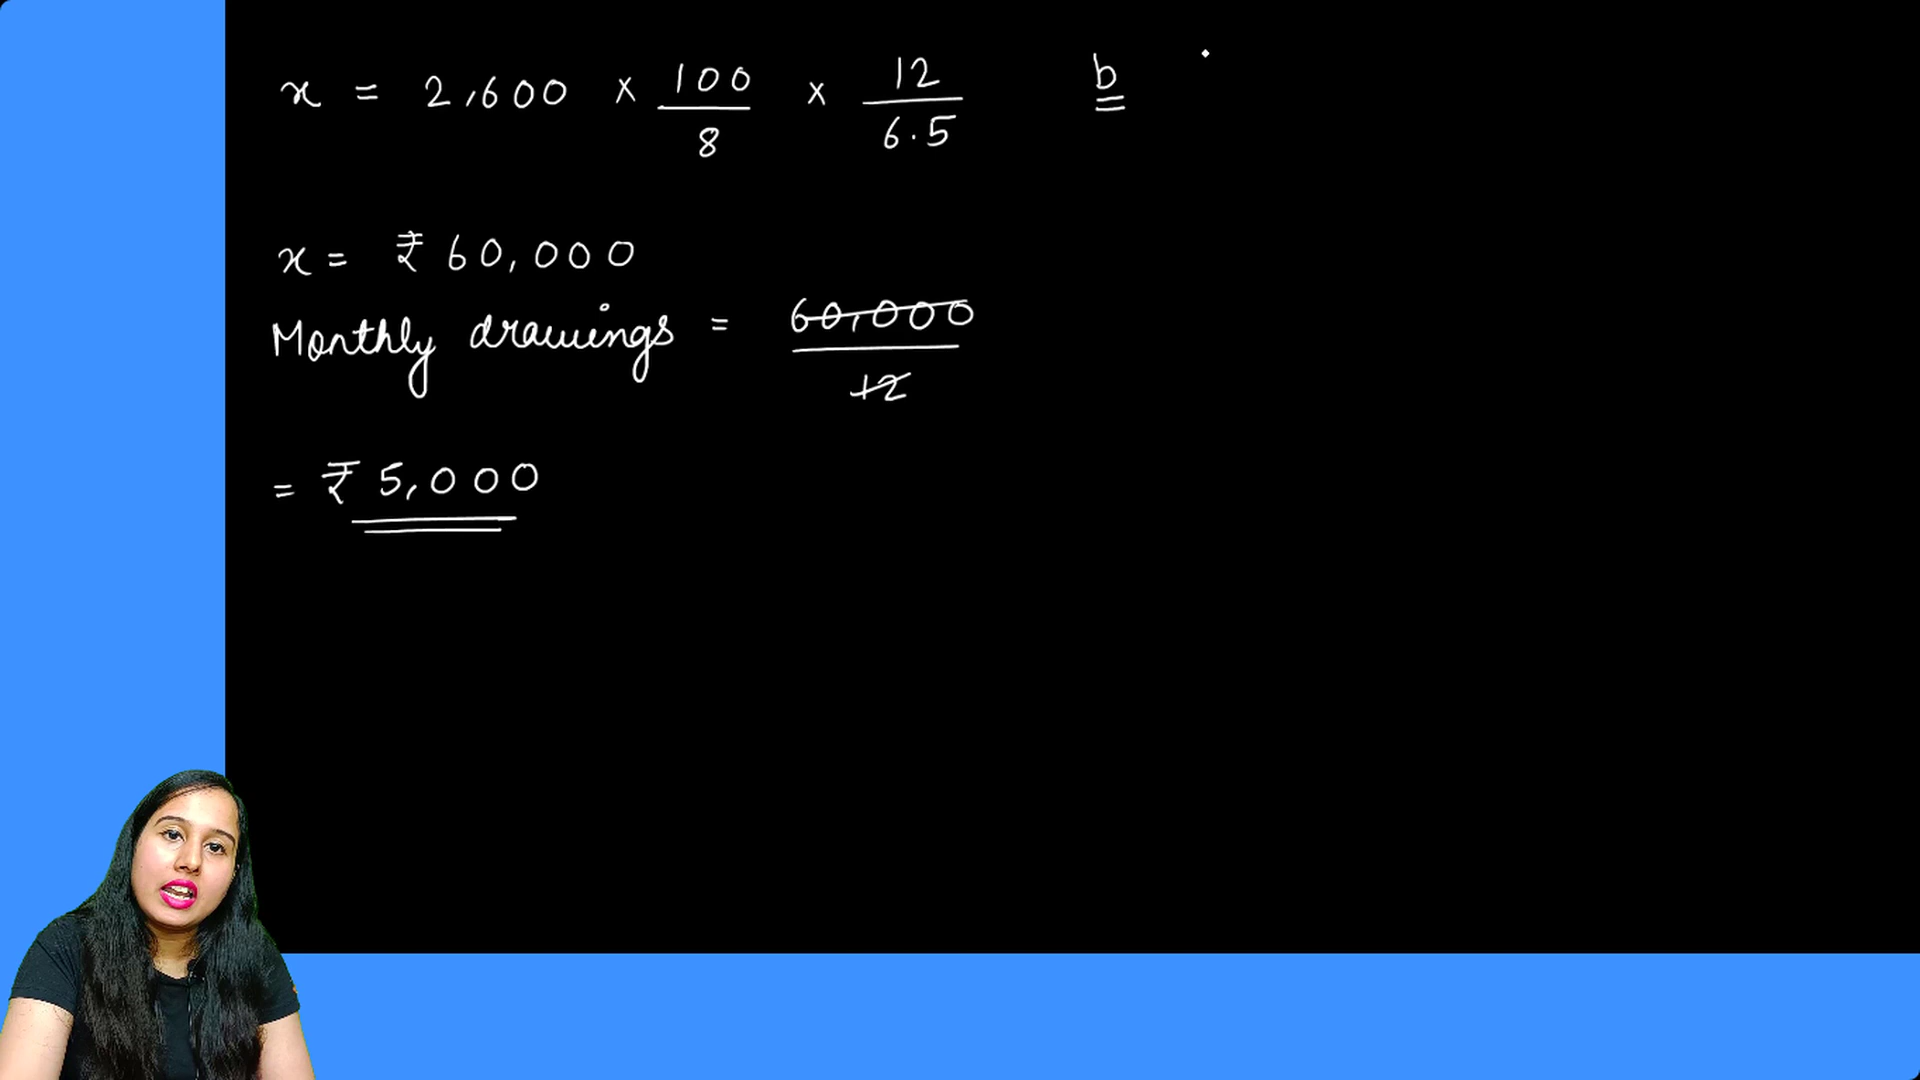 x = 2,600 x 100/8 x 12/6.5 b
x = ₹ 60,000
Monthly drawings = 60,000/12
= ₹ 5,000